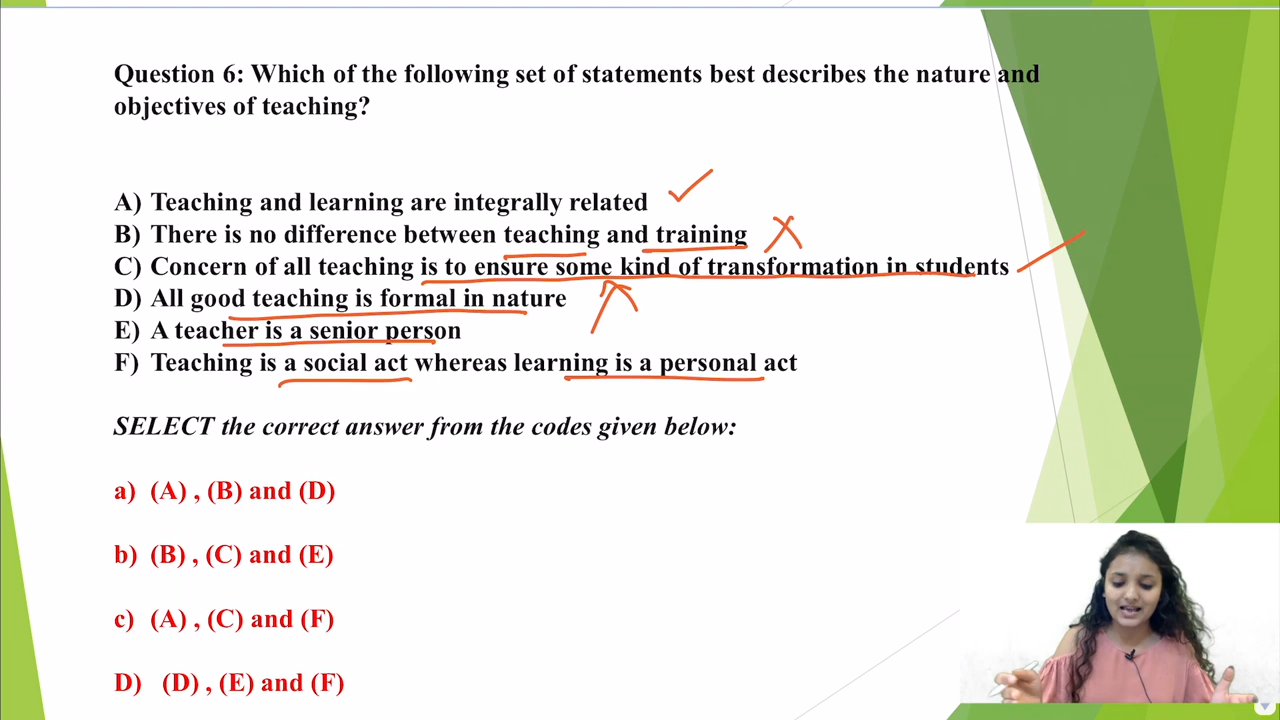 Question 6: Which of the following set of statements best describes the nature and
objectives of teaching?
A) Teaching and learning are integrally related
B) There is no difference between teaching and training
C) Concern of all teaching is to ensure some kind of transformation in students
D) All good teaching is formal in nature
E) A teacher is a senior person
F) Teaching is a social act whereas learning is a personal act
SELECT the correct answer from the codes given below:
a) (A) , (B) and (D)
b) (B) , (C) and (E)
c) (A) , (C) and (F)
D) (D) , (E) and (F)